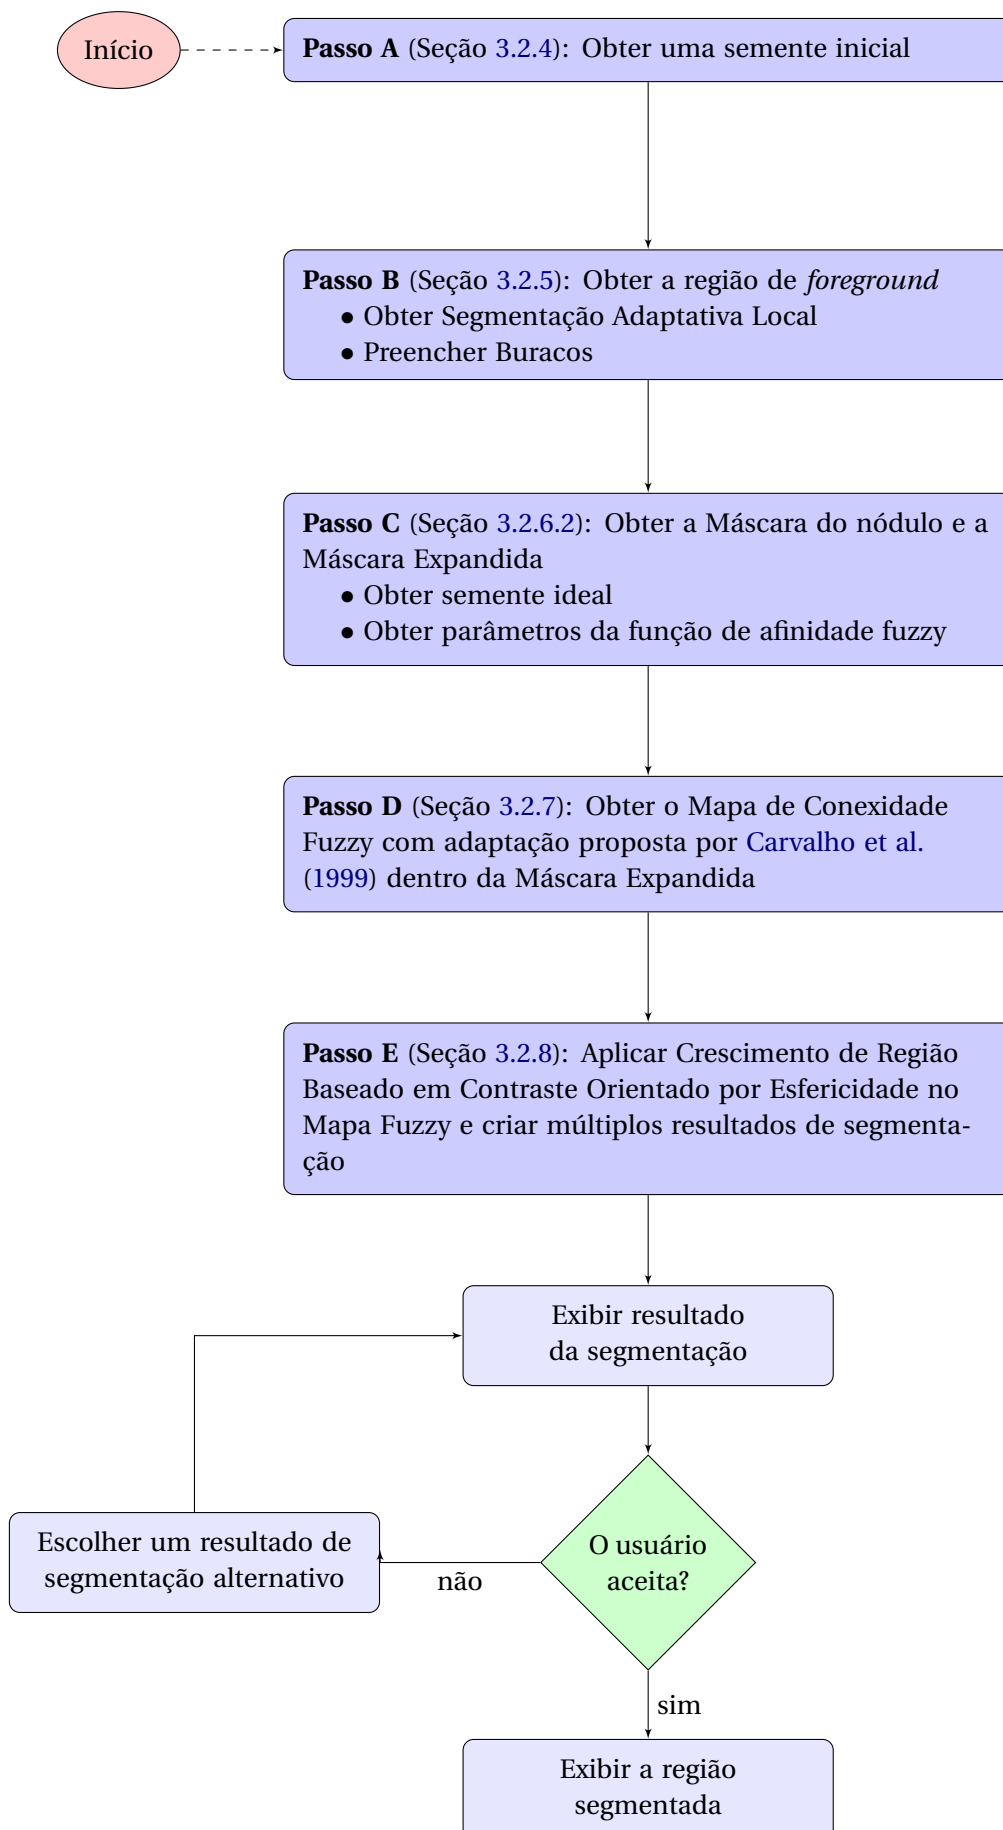 Início
Passo A (Seção 3.2.4): Obter uma semente inicial
Passo B (Seção 3.2.5): Obter a região de foreground
• Obter Segmentação Adaptativa Local
• Preencher Buracos
Passo C (Seção 3.2.6.2): Obter a Máscara do nódulo e a
Máscara Expandida
• Obter semente ideal
• Obter parâmetros da função de afinidade fuzzy
Passo D (Seção 3.2.7): Obter o Mapa de Conexidade
Fuzzy com adaptação proposta por Carvalho et al.
(1999) dentro da Máscara Expandida
Passo E (Seção 3.2.8): Aplicar Crescimento de Região
Baseado em Contraste Orientado por Esfericidade no
Mapa Fuzzy e criar múltiplos resultados de segmenta-
ção
Exibir resultado
da segmentação
O usuário
aceita?
não
Escolher um resultado de
segmentação alternativo
sim
Exibir a região
segmentada